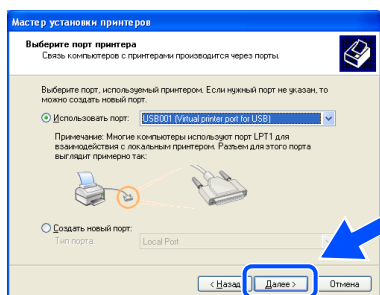 Мастер установки принтеров
Выберите порт принтера
Связь компьютеров с принтерами производится через порты.
Выберите порт, используемый принтером. Если нужный порт не указан, то
можно создать новый порт.
Использовать порт: USB001 (Virtual printer port for USB)
Примечание: Многие компьютеры используют порт LPT1 для
взаимодействия с локальным принтером. Разъем для этого порта
выглядит примерно так:
Создать новый порт:
Тип порта: Local Port
< Назад Далее > Отмена